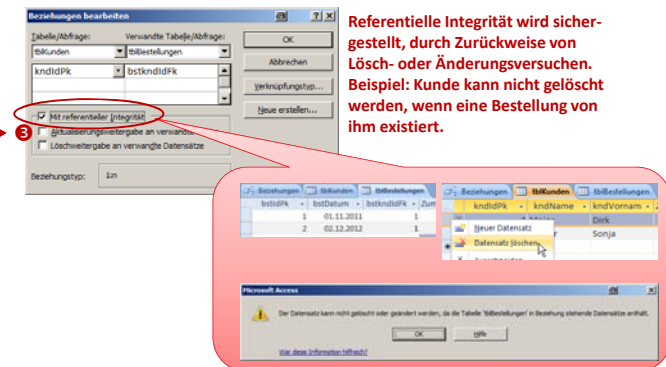 Beziehungen bearbeiten
Tabelle/Abfrage: Verwandte Tabelle/Abfrage:
tblKunden tblBestellungen
kndIdPk bstkndIdFk
Mit referentieller Integrität
Aktualisierungsweitergabe an verwandte
Löschweitergabe an verwandte Datensätze
Beziehungstyp: 1:n
OK
Abbrechen
Verknüpfungstyp...
Neue erstellen...
3
Referentielle Integrität wird sicher-
gestellt, durch Zurückweise von
Lösch- oder Änderungsversuchen.
Beispiel: Kunde kann nicht gelöscht
werden, wenn eine Bestellung von
ihm existiert.
Beziehungen tblKunden tblBestellungen
bstIdPk bstDatum bstkndIdFk Zum
1 01.11.2011 1
2 02.12.2012 1
Beziehungen tblKunden tblBestellungen
kndIdPk kndName kndVornam
Dirk
Neuer Datensatz
Sonja
Datensatz löschen
Microsoft Access
Der Datensatz kann nicht gelöscht oder geändert werden, da die Tabelle 'tblBestellungen' in Beziehung stehende Datensätze enthält.
OK Hilfe
War diese Information hilfreich?